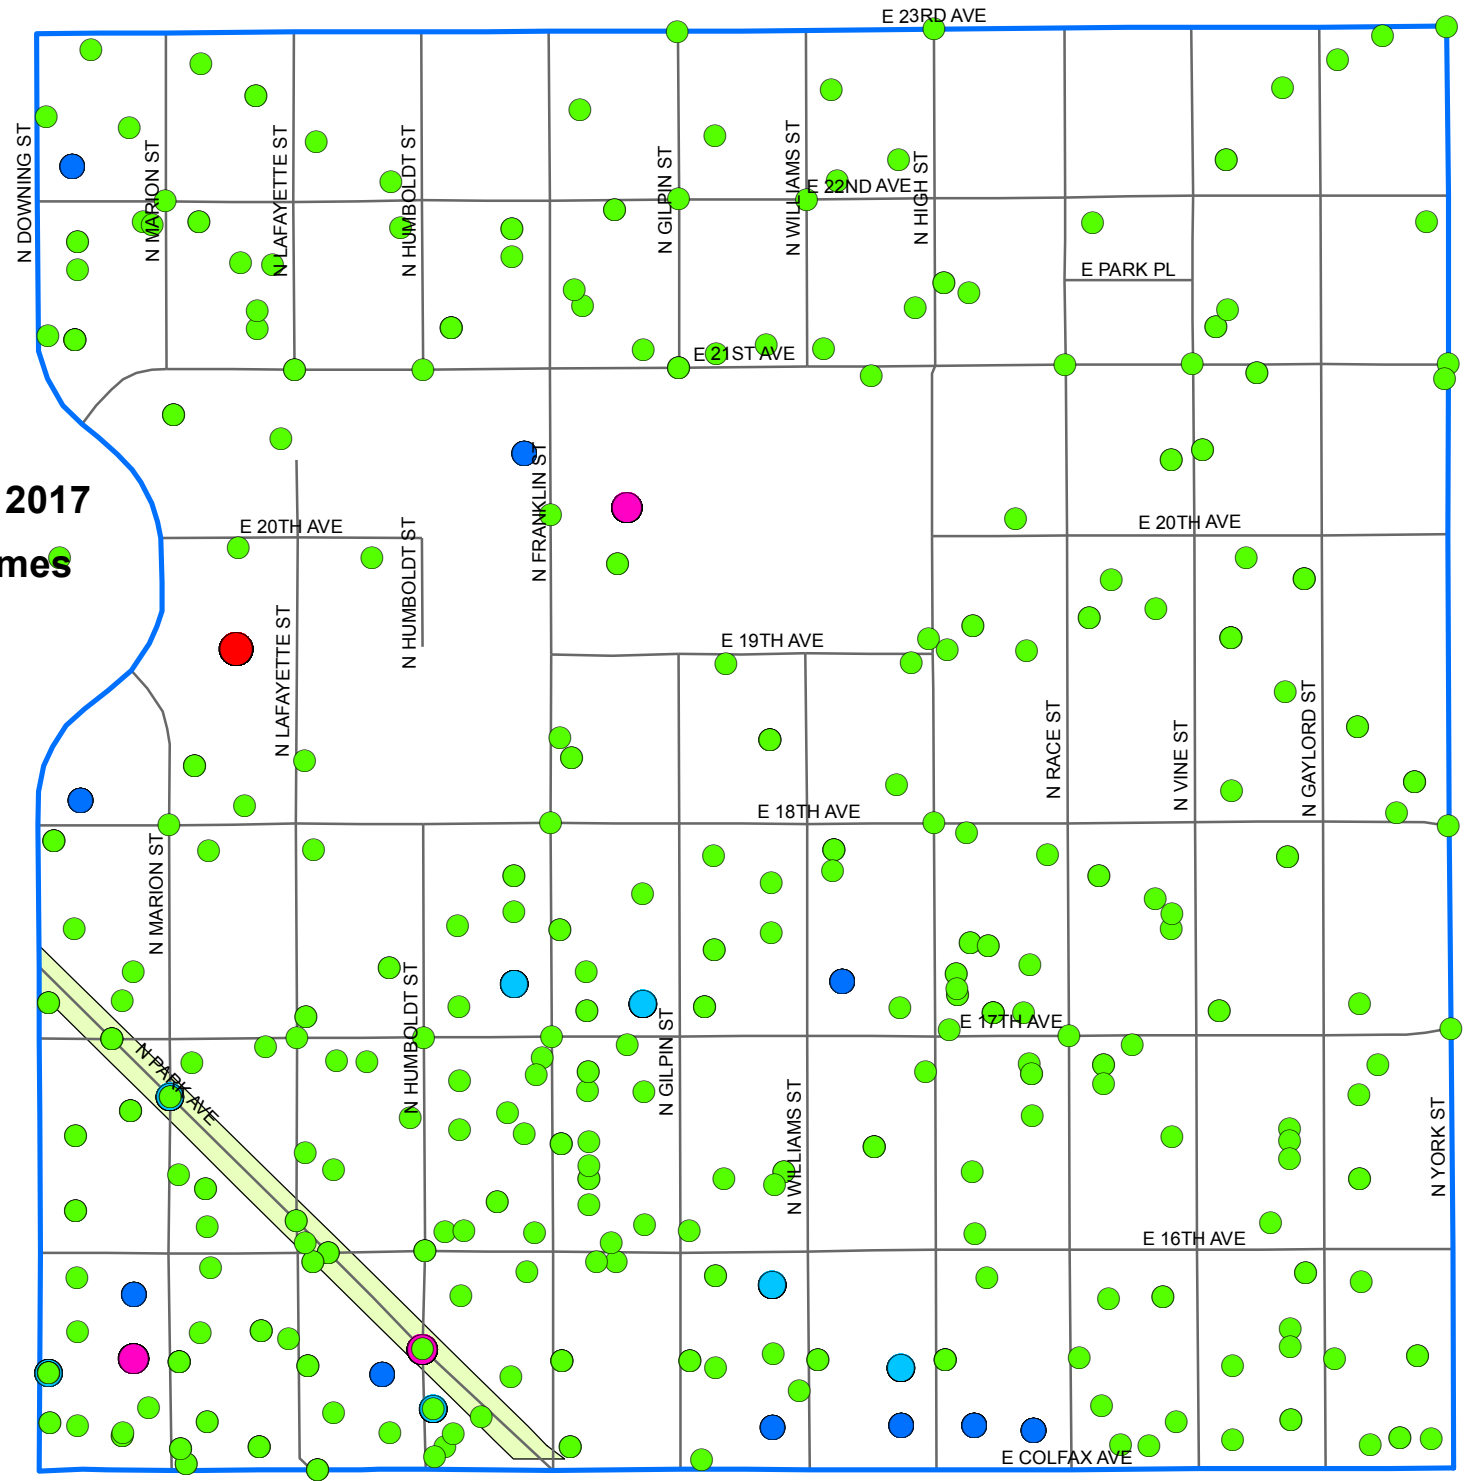 E 23RD AVE
N DOWNING ST
N MARION ST
N LAFAYETTE ST
N HUMBOLDT ST
N GILPIN ST
N WILLIAMS ST
E 22ND AVE
N HIGH ST
E PARK PL
E 21ST AVE
2017
mes
E 20TH AVE
N FRANKLIN ST
E 20TH AVE
N LAFAYETTE ST
N HUMBOLDT ST
E 19TH AVE
N RACE ST
N VINE ST
N GAYLORD ST
E 18TH AVE
N MARION ST
N HUMBOLDT ST
N GILPIN ST
E 17TH AVE
N PARK AVE
N WILLIAMS ST
N YORK ST
E 16TH AVE
E COLFAX AVE